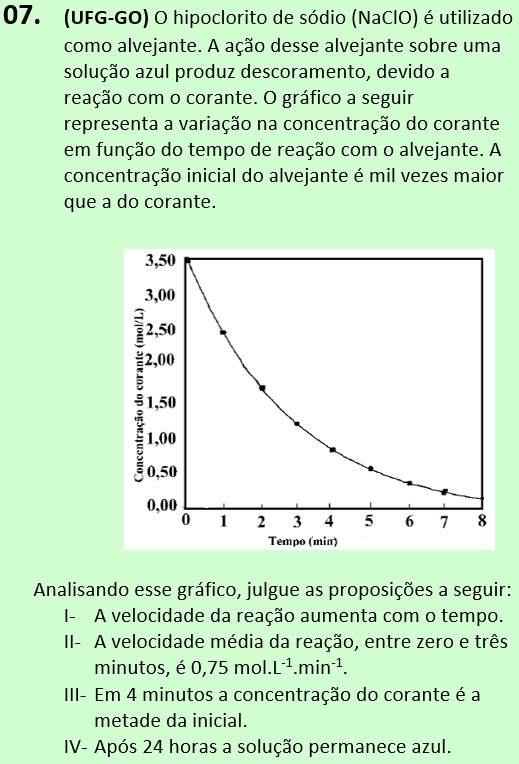 07. (UFG-GO) O hipoclorito de sódio (NaClO) é utilizado
como alvejante. A ação desse alvejante sobre uma
solução azul produz descoramento, devido a
reação com o corante. O gráfico a seguir
representa a variação na concentração do corante
em função do tempo de reação com o alvejante. A
concentração inicial do alvejante é mil vezes maior
que a do corante.
Concentração do corante (mol/L)
3,50
3,00
2,50
2,00
1,50
1,00
0,50
0,00
0 1 2 3 4 5 6 7 8
Tempo (min)
Analisando esse gráfico, julgue as proposições a seguir:
I- A velocidade da reação aumenta com o tempo.
II- A velocidade média da reação, entre zero e três
minutos, é 0,75 mol.L⁻¹.min⁻¹.
III- Em 4 minutos a concentração do corante é a
metade da inicial.
IV- Após 24 horas a solução permanece azul.